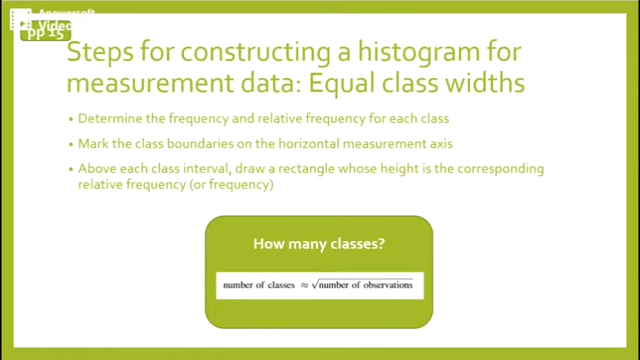 Apowersoft
Video
PP 15
Steps for constructing a histogram for
measurement data: Equal class widths
• Determine the frequency and relative frequency for each class
• Mark the class boundaries on the horizontal measurement axis
• Above each class interval, draw a rectangle whose height is the corresponding
relative frequency (or frequency)
How many classes?
number of classes ≈ √number of observations